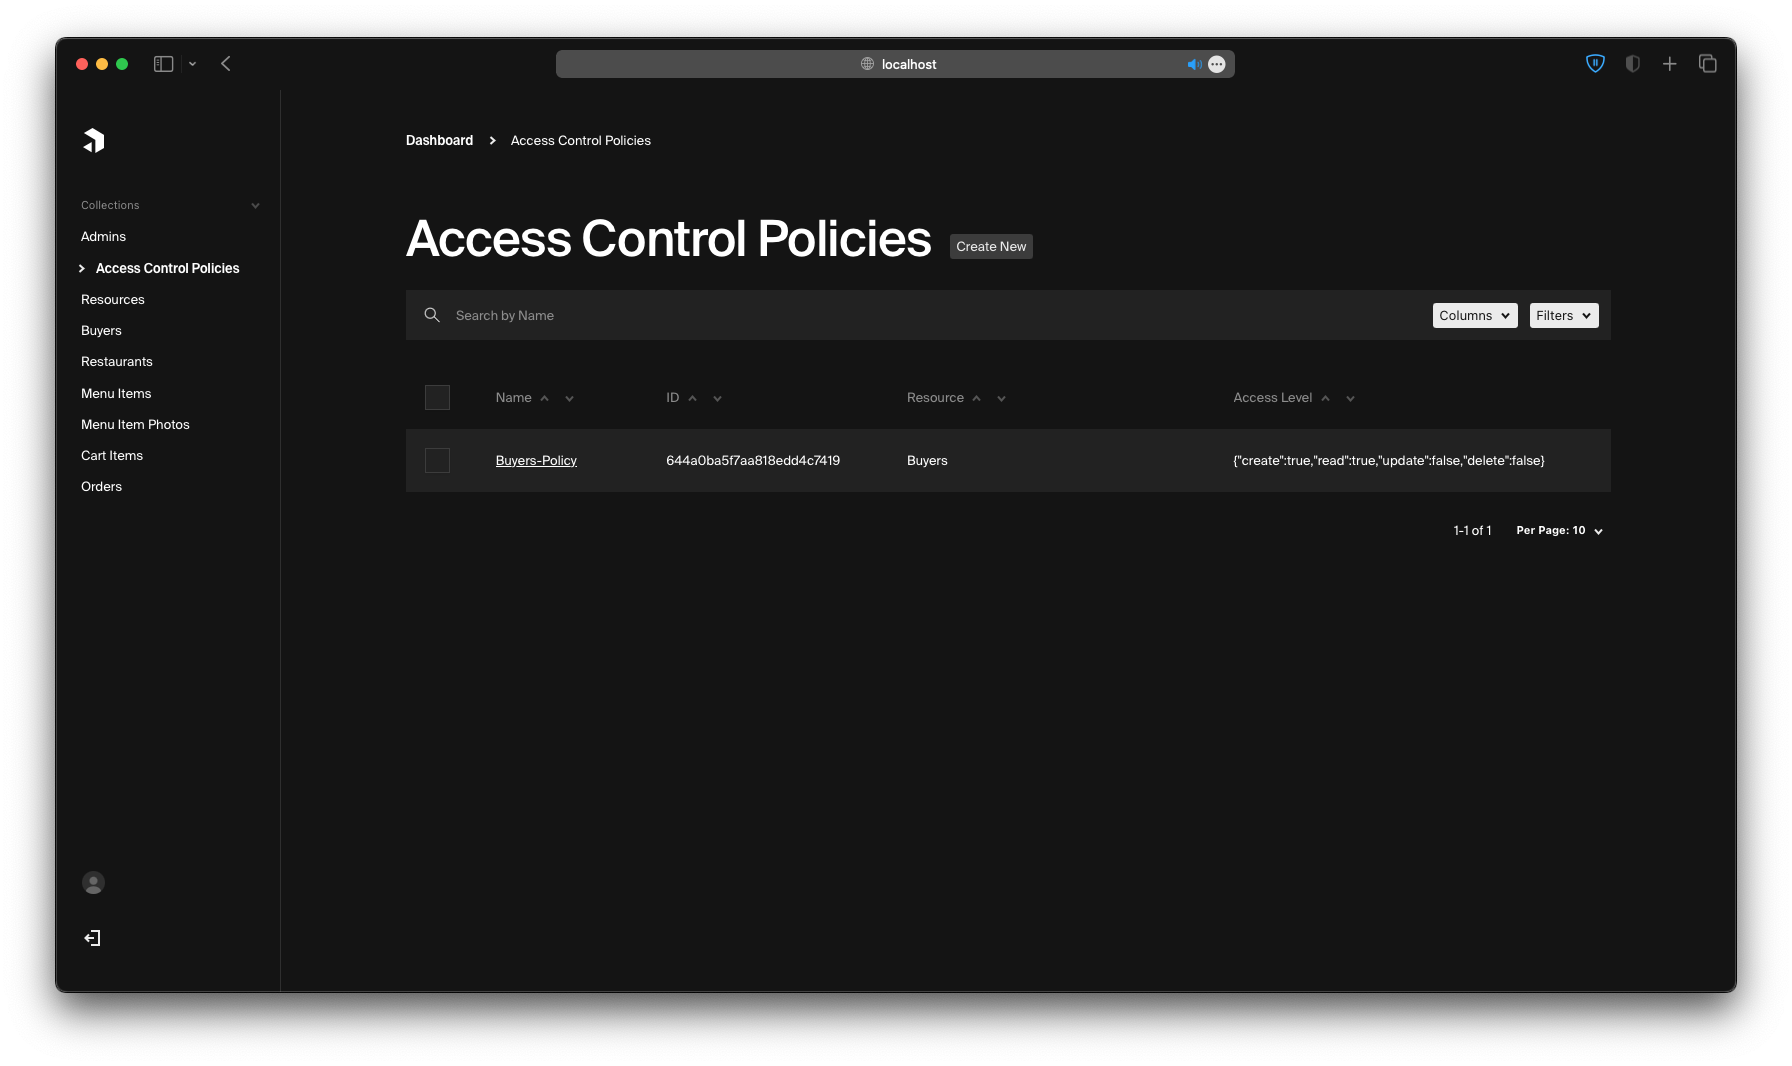 localhost
Dashboard > Access Control Policies
Collections
Admins
Access Control Policies
Resources
Buyers
Restaurants
Menu Items
Menu Item Photos
Cart Items
Orders
Access Control Policies Create New
Search by Name Columns Filters
Name ID Resource Access Level
Buyers-Policy 644a0ba5f7aa818edd4c7419 Buyers {"create":true,"read":true,"update":false,"delete":false}
1-1 of 1 Per Page: 10